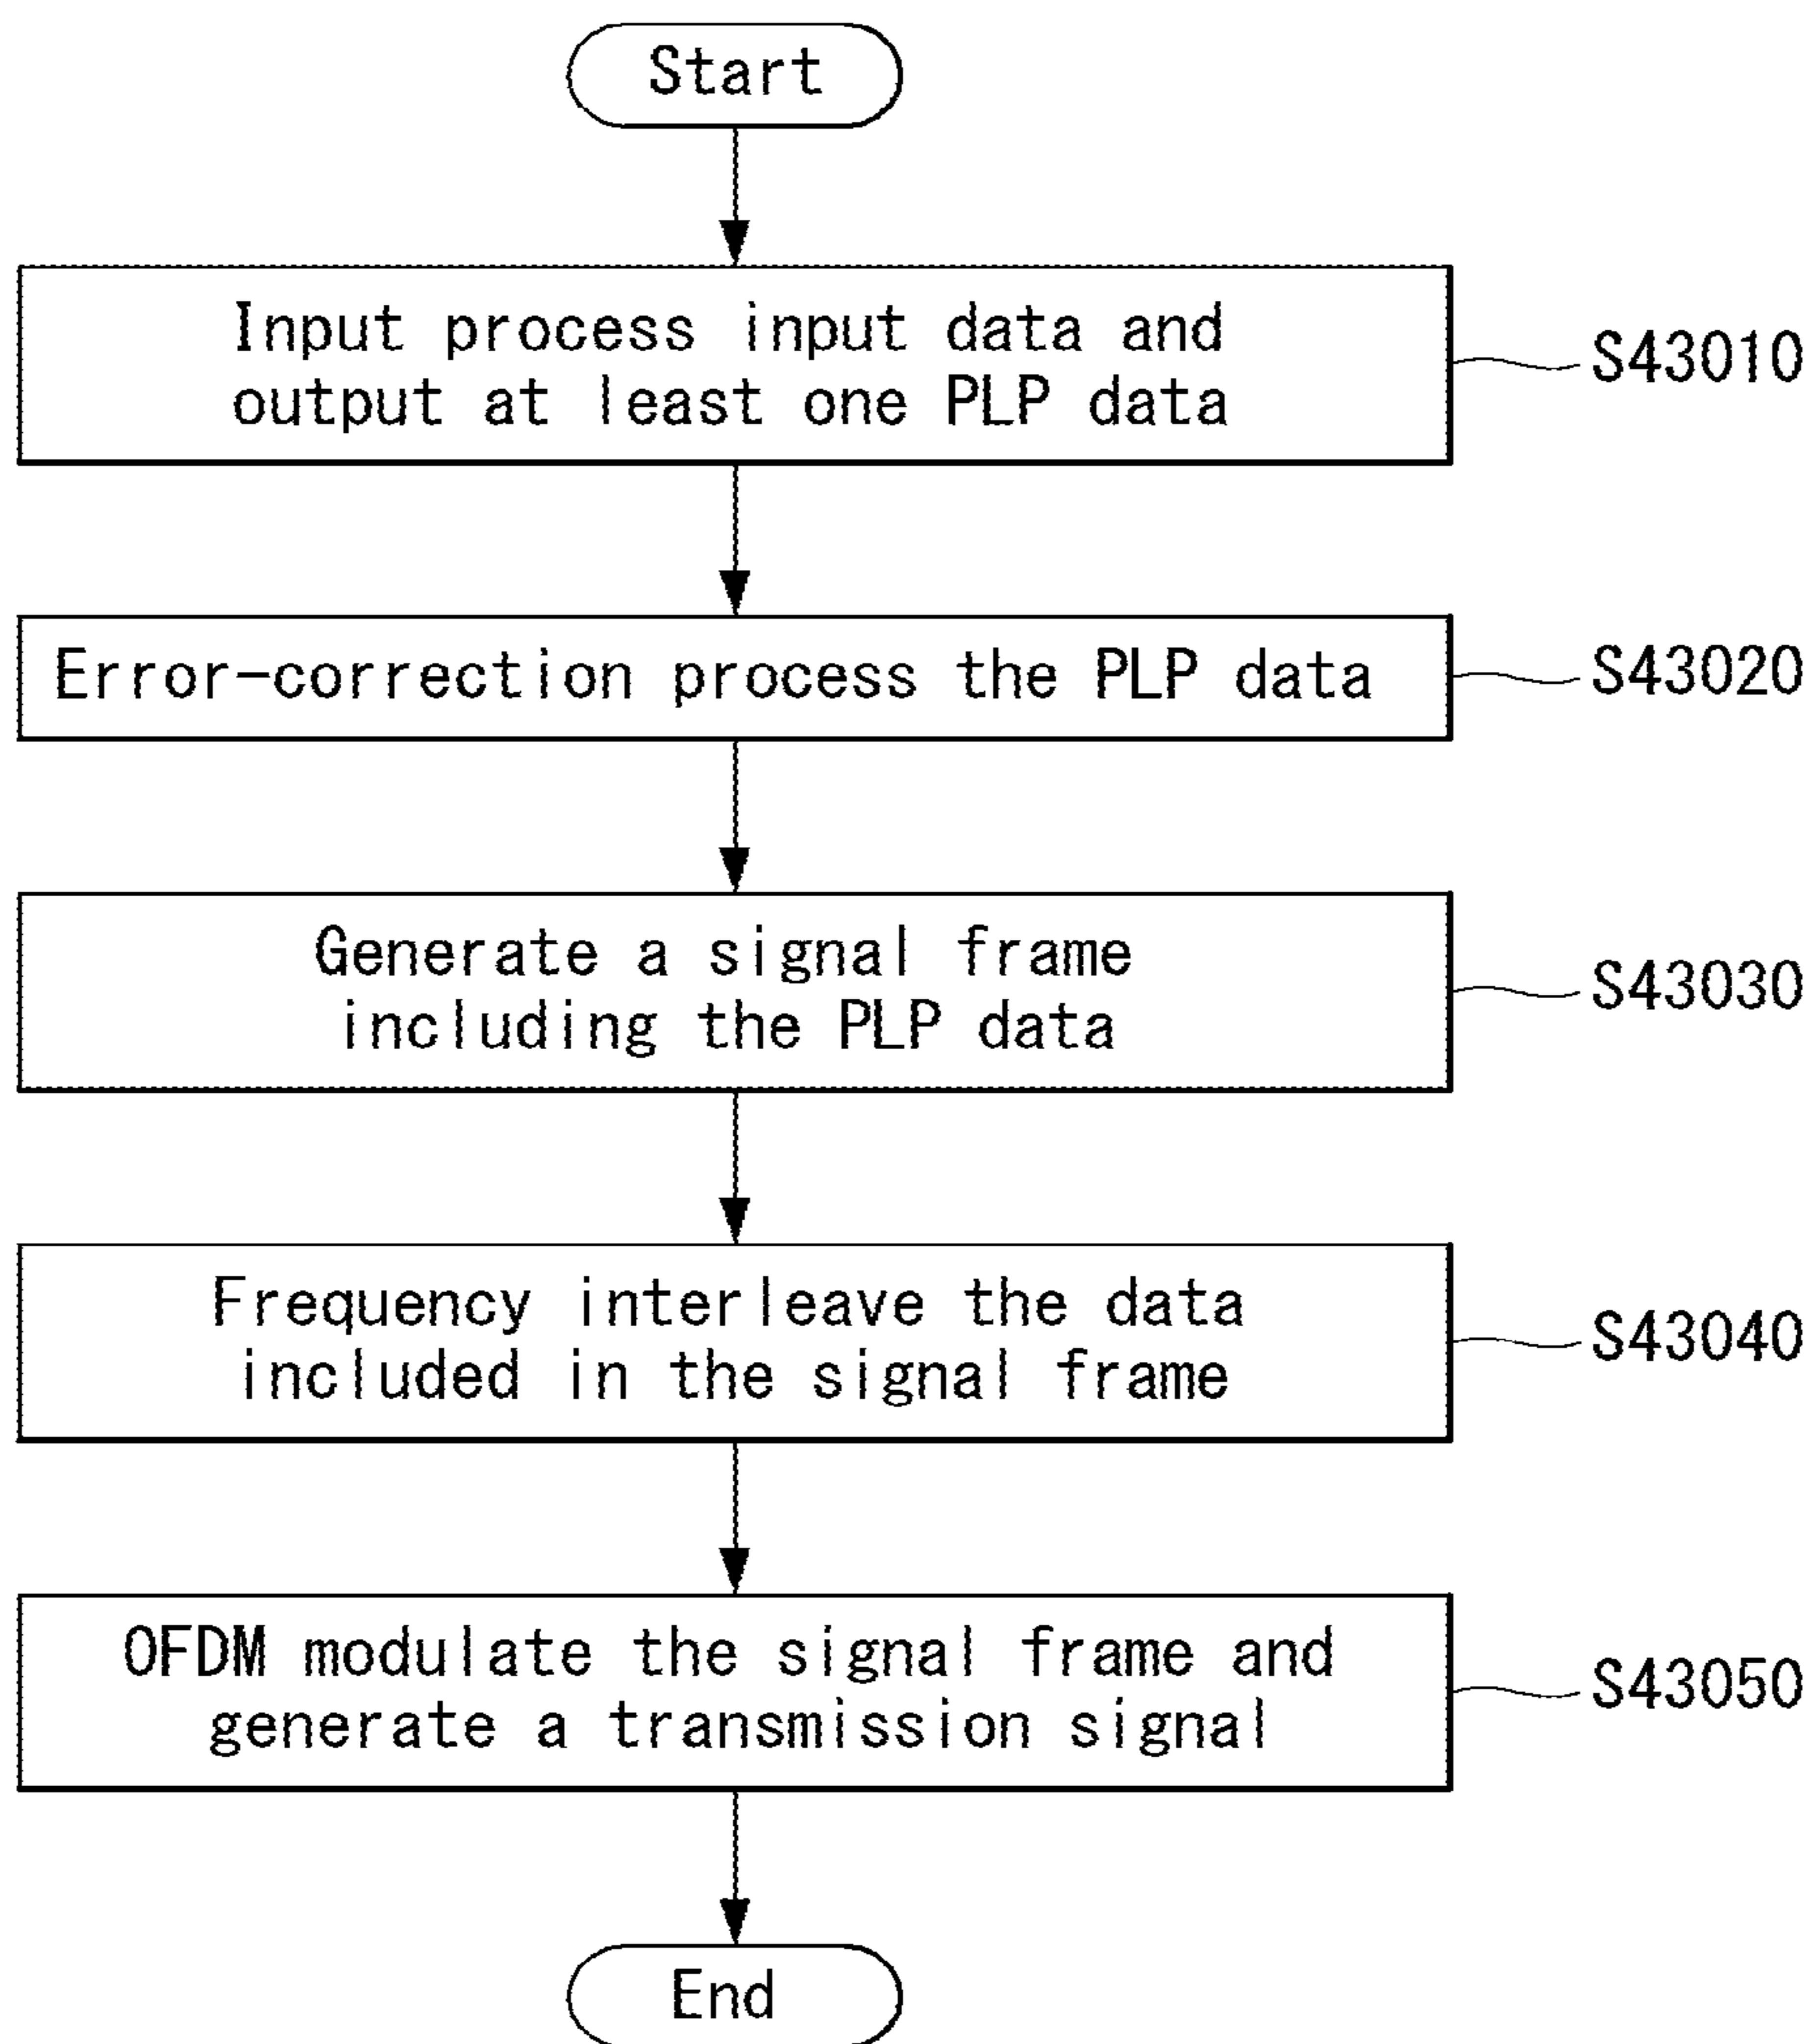 Start
Input process input data and
output at least one PLP data
S43010
Error-correction process the PLP data
S43020
Generate a signal frame
including the PLP data
S43030
Frequency interleave the data
included in the signal frame
S43040
OFDM modulate the signal frame and
generate a transmission signal
S43050
End